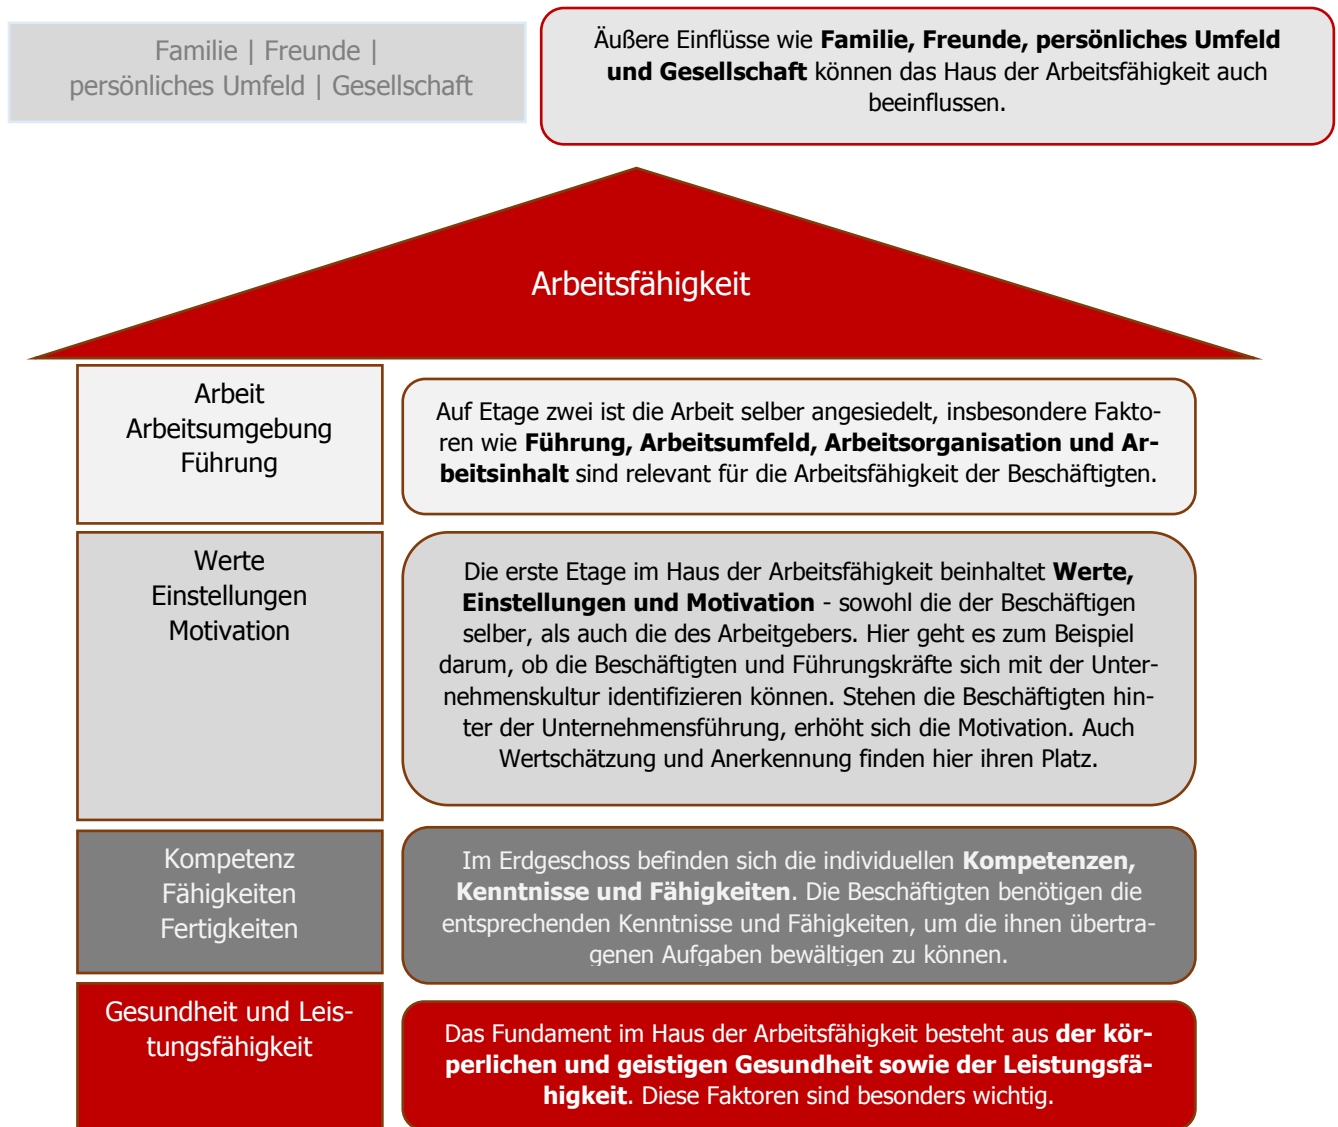 Familie | Freunde |
persönliches Umfeld | Gesellschaft
Äußere Einflüsse wie Familie, Freunde, persönliches Umfeld
und Gesellschaft können das Haus der Arbeitsfähigkeit auch
beeinflussen.
Arbeitsfähigkeit
Arbeit
Arbeitsumgebung
Führung
Auf Etage zwei ist die Arbeit selber angesiedelt, insbesondere Fakto-
ren wie Führung, Arbeitsumfeld, Arbeitsorganisation und Ar-
beitsinhalt sind relevant für die Arbeitsfähigkeit der Beschäftigten.
Werte
Einstellungen
Motivation
Die erste Etage im Haus der Arbeitsfähigkeit beinhaltet Werte,
Einstellungen und Motivation - sowohl die der Beschäftigen
selber, als auch die des Arbeitgebers. Hier geht es zum Beispiel
darum, ob die Beschäftigten und Führungskräfte sich mit der Unter-
nehmenskultur identifizieren können. Stehen die Beschäftigten hin-
ter der Unternehmensführung, erhöht sich die Motivation. Auch
Wertschätzung und Anerkennung finden hier ihren Platz.
Kompetenz
Fähigkeiten
Fertigkeiten
Im Erdgeschoss befinden sich die individuellen Kompetenzen,
Kenntnisse und Fähigkeiten. Die Beschäftigten benötigen die
entsprechenden Kenntnisse und Fähigkeiten, um die ihnen übertra-
genen Aufgaben bewältigen zu können.
Gesundheit und Leis-
tungsfähigkeit
Das Fundament im Haus der Arbeitsfähigkeit besteht aus der kör-
perlichen und geistigen Gesundheit sowie der Leistungsfä-
higkeit. Diese Faktoren sind besonders wichtig.